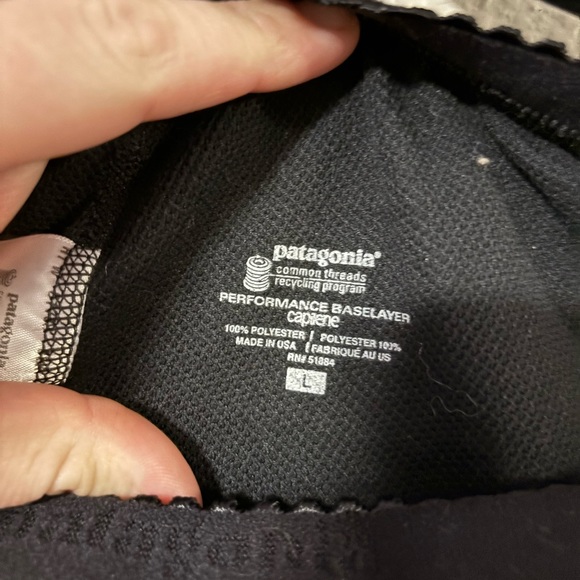 patagonia®
common threads
recycling program
PERFORMANCE BASELAYER
capilene
100% POLYESTER / POLYESTER 100%
MADE IN USA / FABRIQUÉ AU US
RN# 51884
L
patagonia